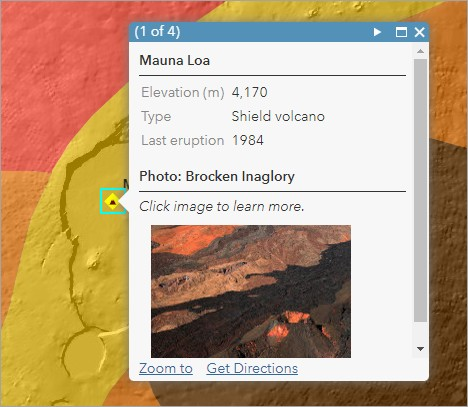 (1 of 4)
Mauna Loa
Elevation (m) 4,170
Type Shield volcano
Last eruption 1984
Photo: Brocken Inaglory
Click image to learn more.
Zoom to Get Directions